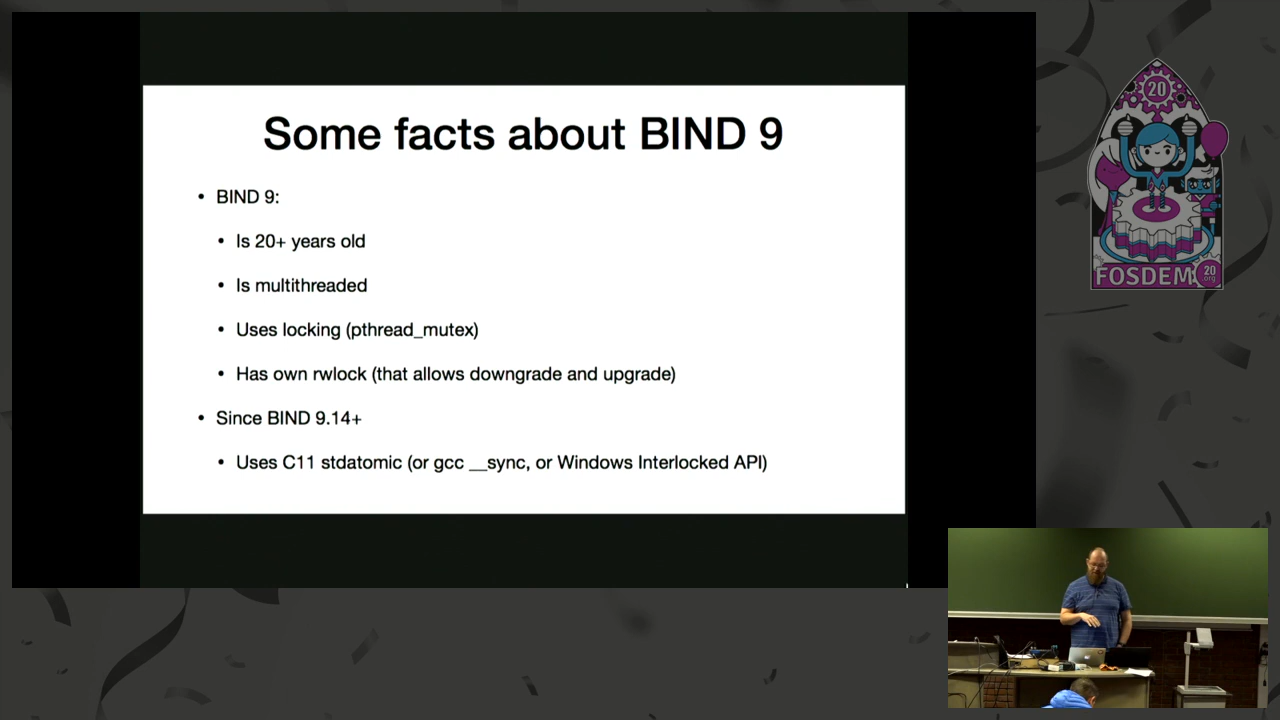 Some facts about BIND 9
• BIND 9:
• Is 20+ years old
• Is multithreaded
• Uses locking (pthread_mutex)
• Has own rwlock (that allows downgrade and upgrade)
• Since BIND 9.14+
• Uses C11 stdatomic (or gcc __sync, or Windows Interlocked API)
20
FOSDEM
20
.org